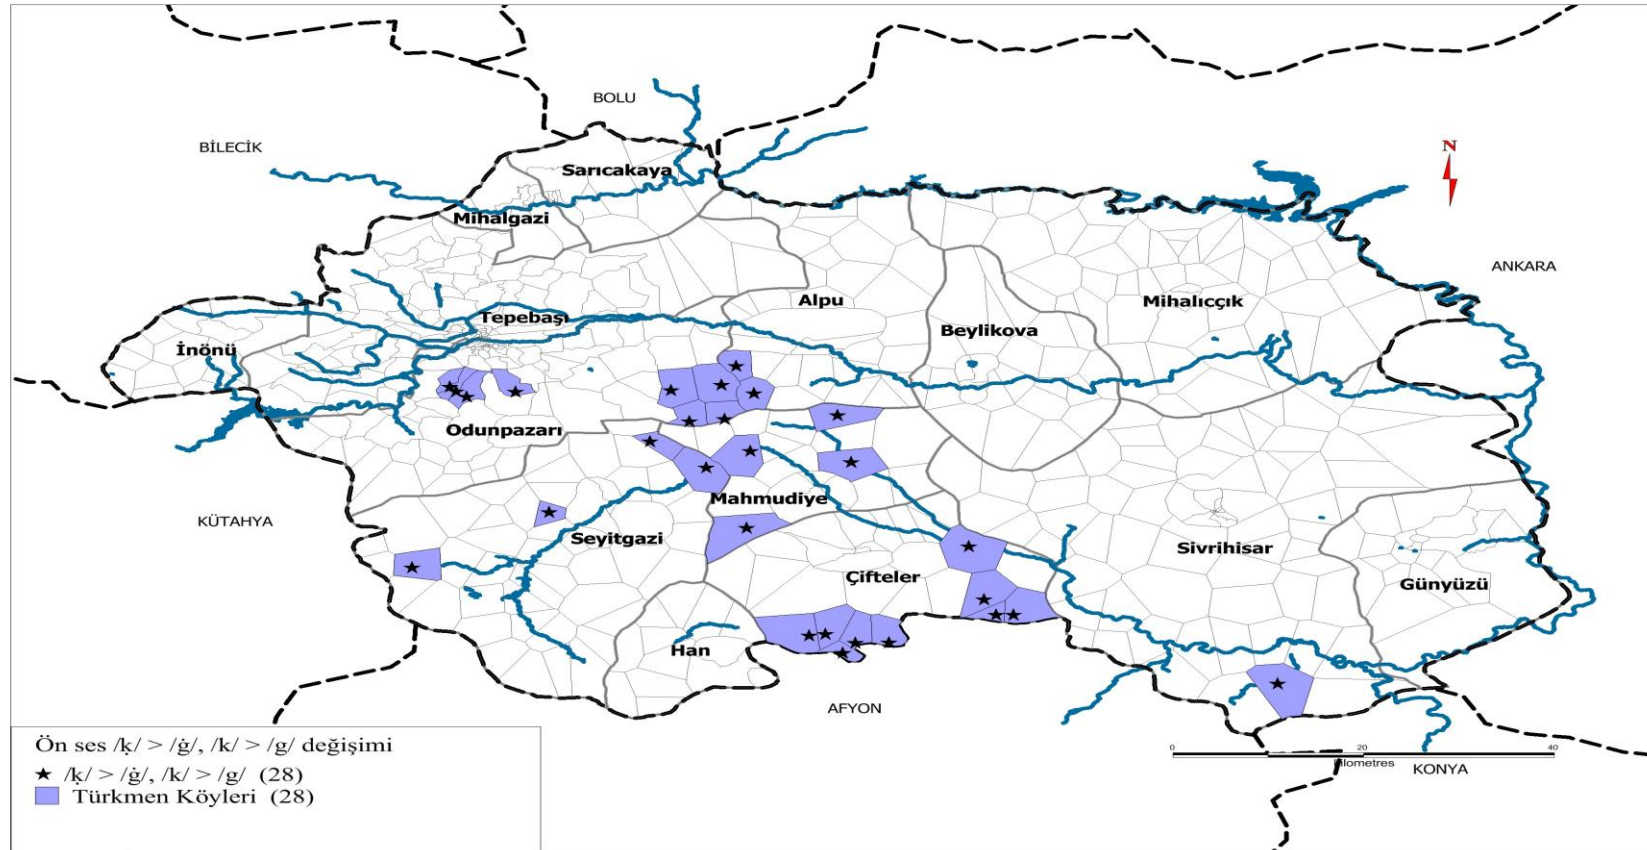 BOLU
BİLECİK
N
Sarıcakaya
Mihalgazi
ANKARA
Alpu
Mihalıcçık
Tepebaşı
Beylikova
İnönü
Odunpazarı
Mahmudiye
KÜTAHYA
Seyitgazi
Sivrihisar
Çifteler
Günyüzü
Han
AFYON
Ön ses /ḳ/ > /ġ/, /k/ > /g/ değişimi
/ḳ/ > /ġ/, /k/ > /g/ (28)
Türkmen Köyleri (28)
0 20 40
Kilometres
KONYA